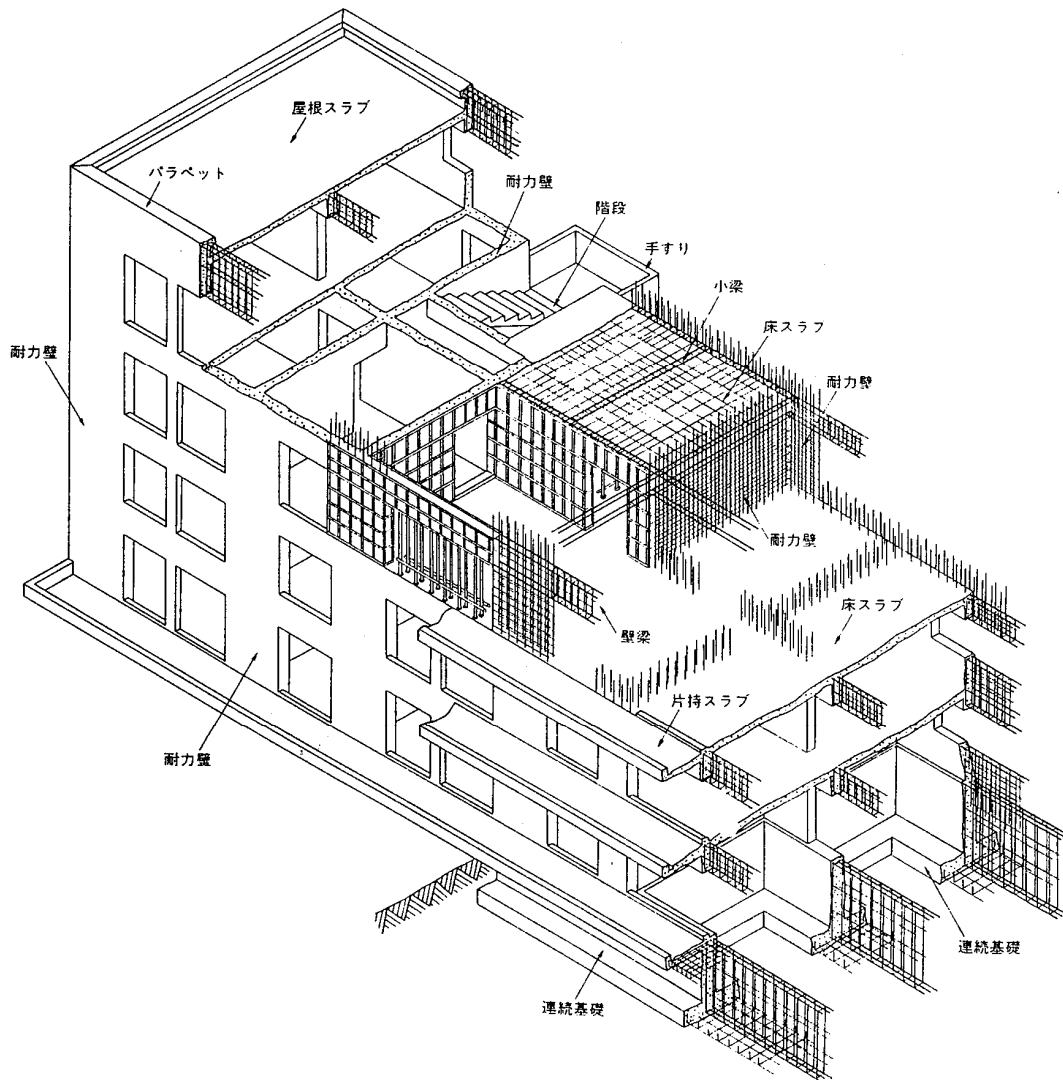 屋根スラブ
パラペット
耐力壁
階段
手すり
小梁
床スラフ
耐力壁
耐力壁
耐力壁
床スラブ
壁梁
片持スラブ
耐力壁
連続基礎
連続基礎